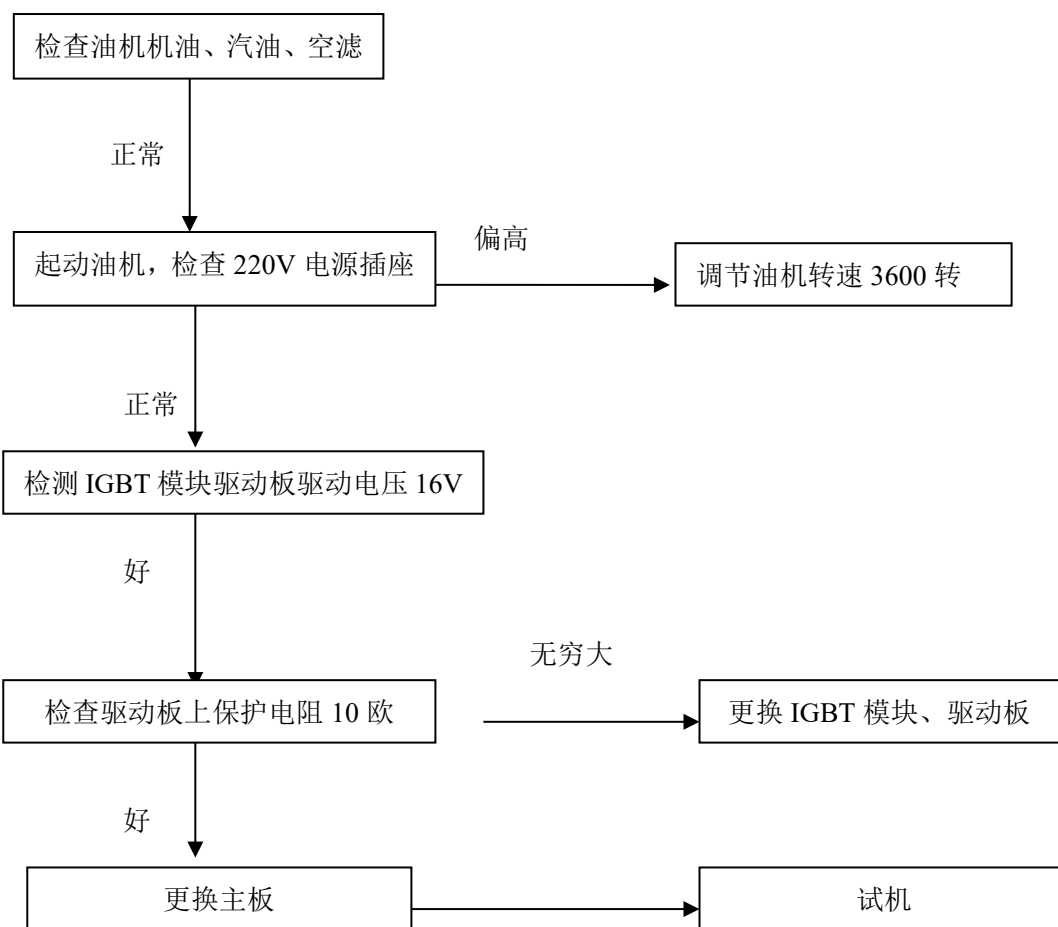 检查油机机油、汽油、空滤
正常
起动油机，检查 220V 电源插座
偏高
调节油机转速 3600 转
正常
检测 IGBT 模块驱动板驱动电压 16V
好
无穷大
检查驱动板上保护电阻 10 欧
更换 IGBT 模块、驱动板
好
更换主板
试机